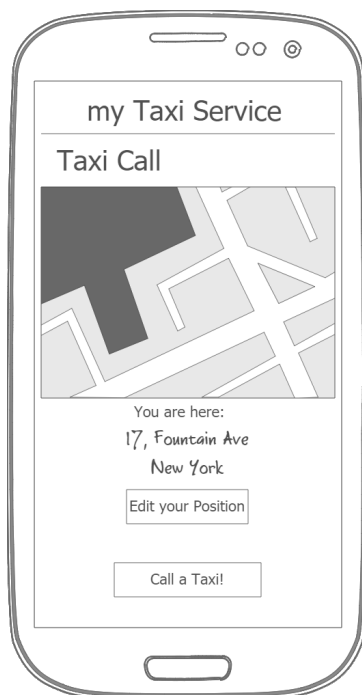 my Taxi Service
Taxi Call
You are here:
17, Fountain Ave
New York
Edit your Position
Call a Taxi!